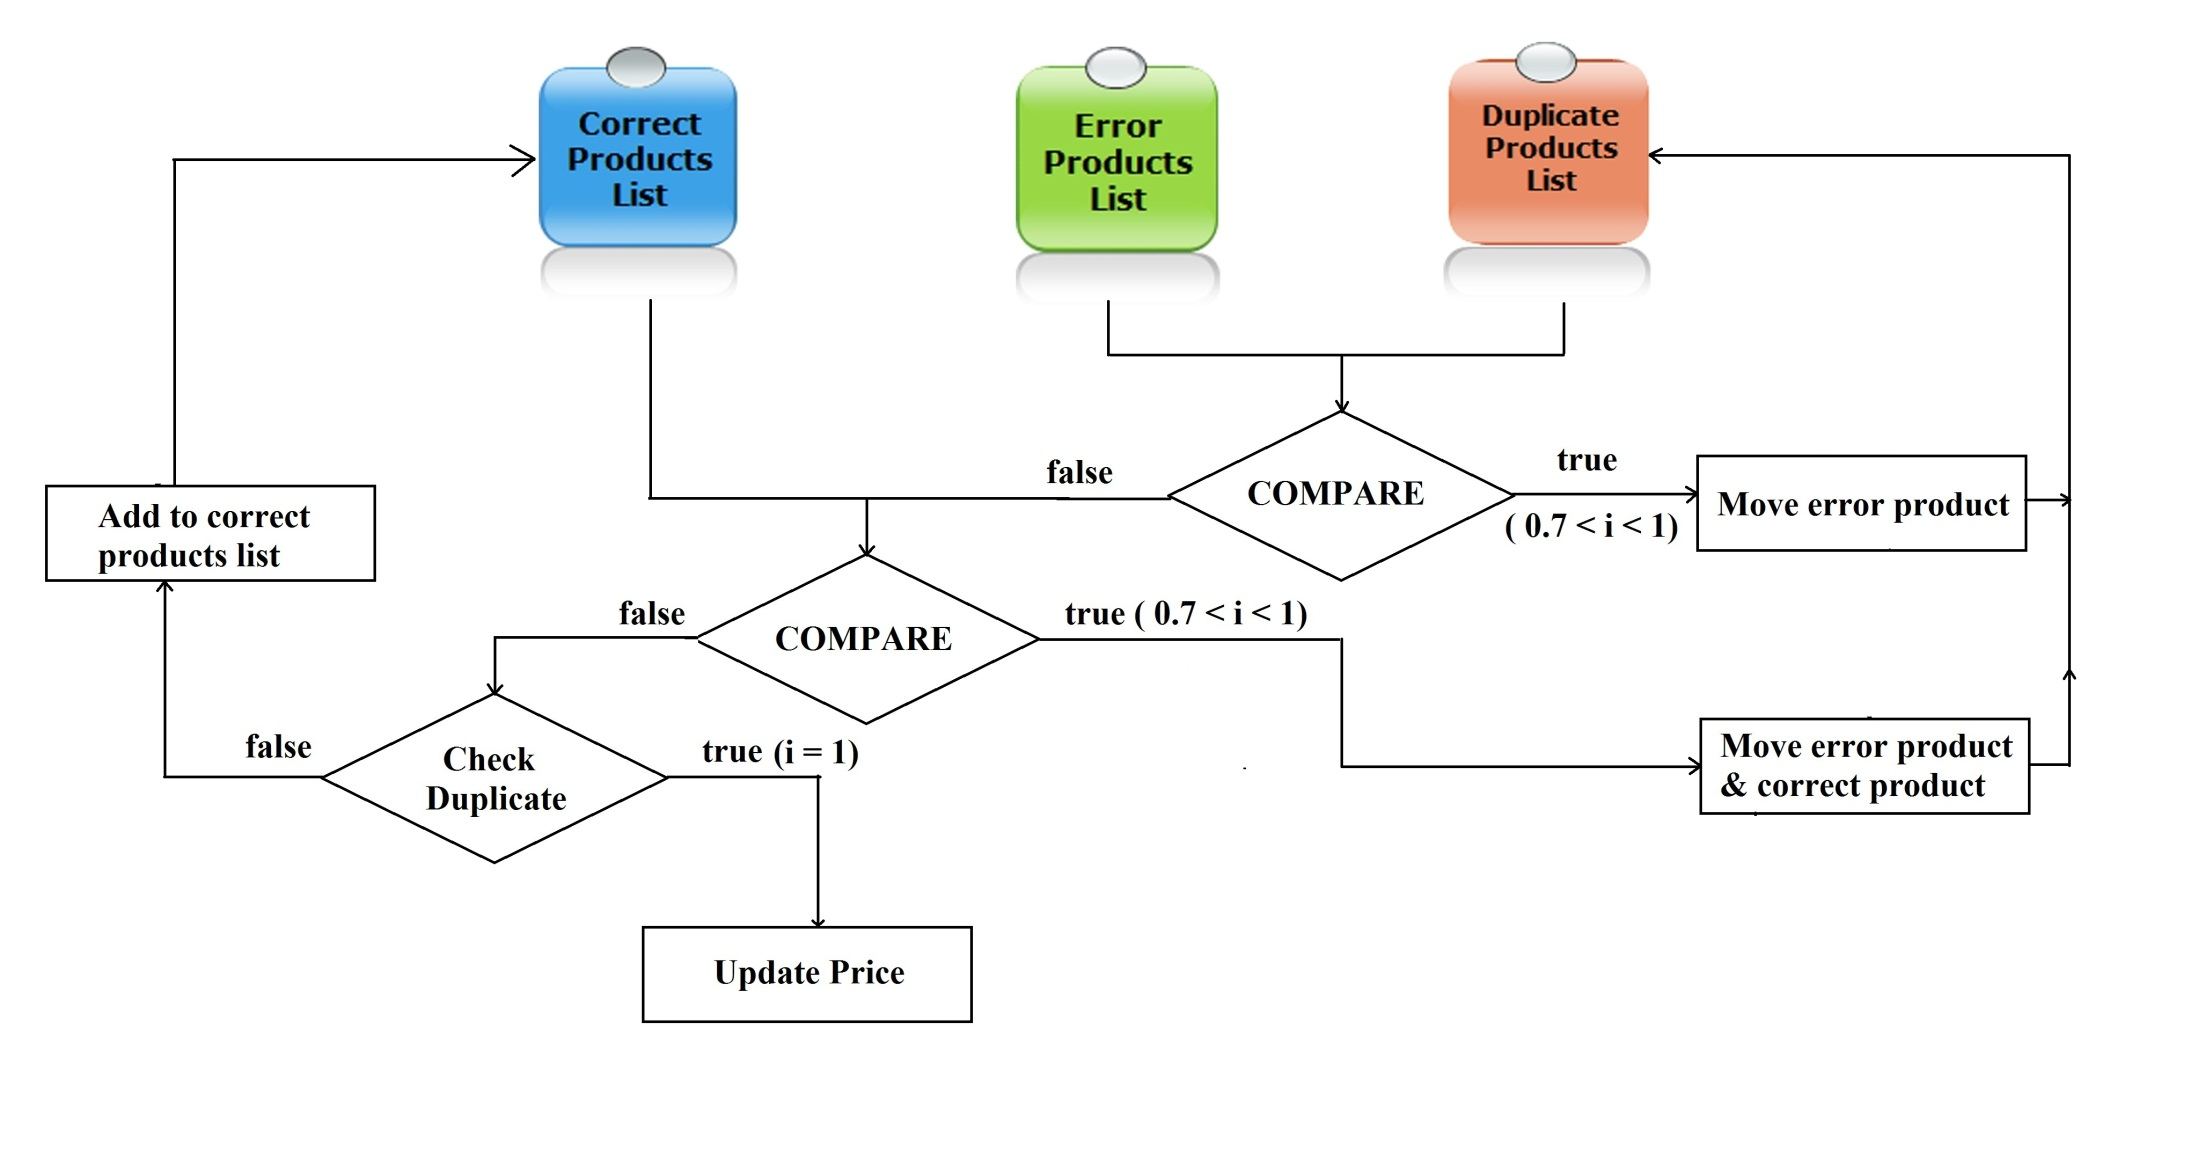 Correct
Products
List
Error
Products
List
Duplicate
Products
List
false
COMPARE
true
( 0.7 < i < 1)
Move error product
Add to correct
products list
false
COMPARE
true ( 0.7 < i < 1)
false
Check
Duplicate
true (i = 1)
Move error product
& correct product
Update Price